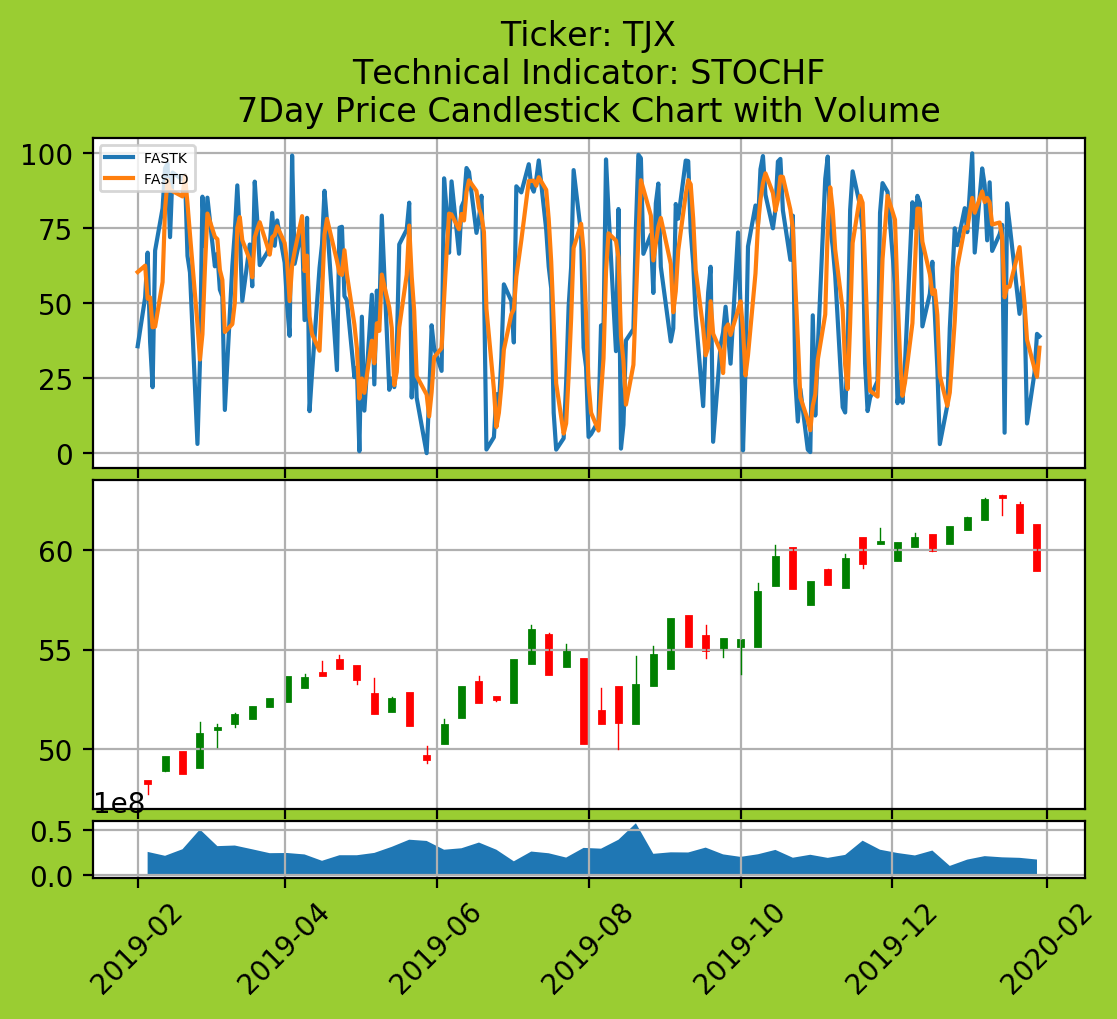 Ticker: TJX
Technical Indicator: STOCHF
7Day Price Candlestick Chart with Volume
100
75
50
25
0
FASTK
FASTD
60
55
50
1e8
0.5
0.0
2019-02
2019-04
2019-06
2019-08
2019-10
2019-12
2020-02